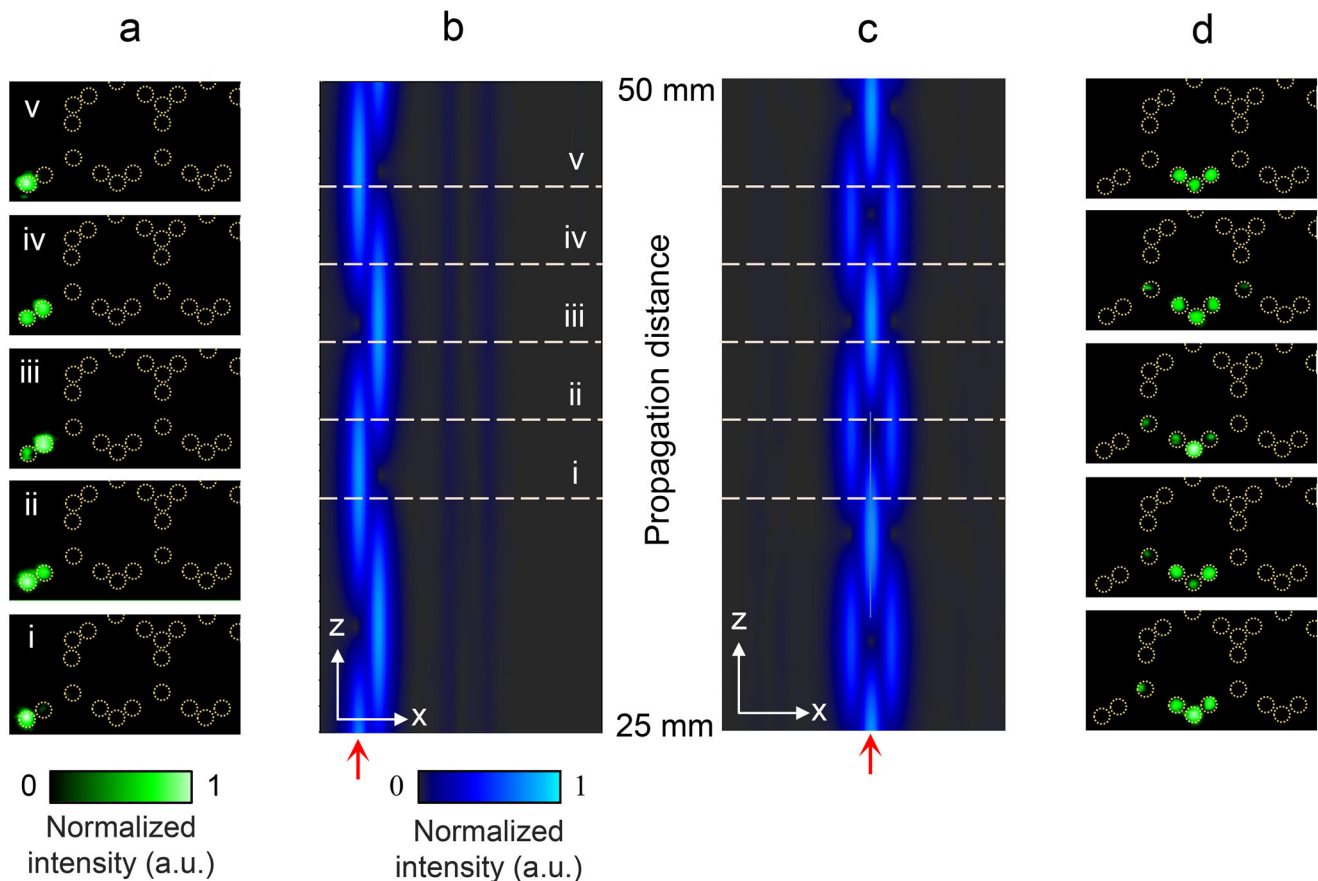 a
b
c
d
v
iv
iii
ii
i
v
iv
iii
ii
i
z
x
50 mm
Propagation distance
25 mm
z
x
0
1
Normalized
intensity (a.u.)
0
1
Normalized
intensity (a.u.)